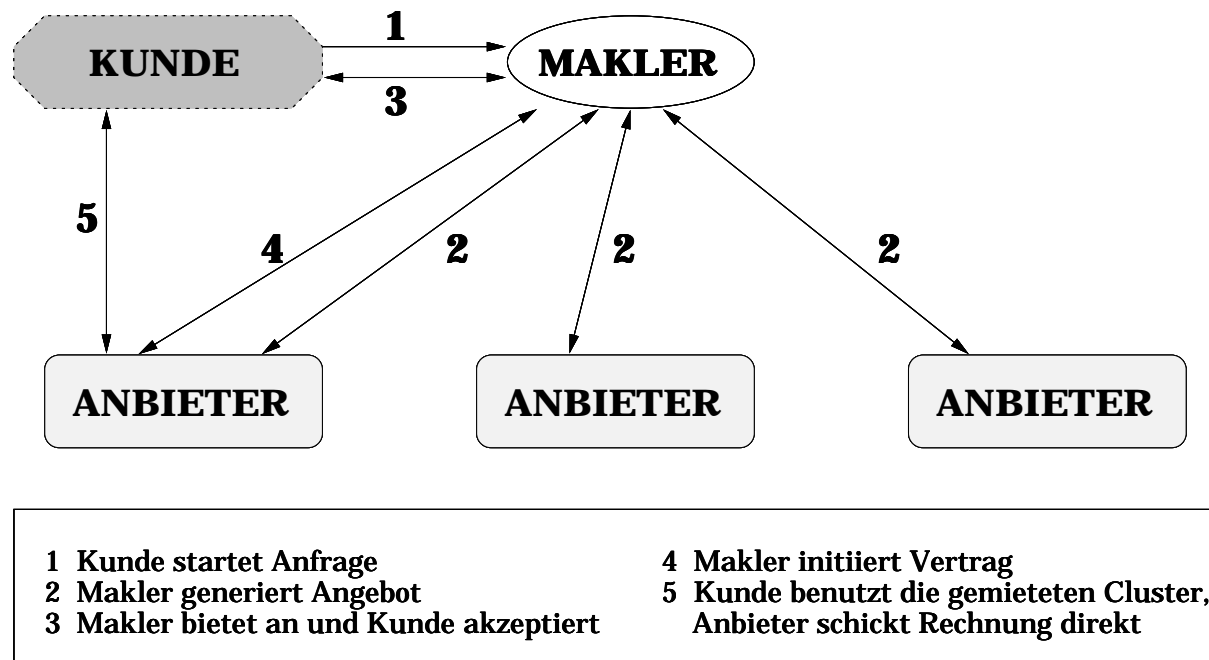 KUNDE
1
MAKLER
3
5
4
2
2
2
ANBIETER
ANBIETER
ANBIETER
1 Kunde startet Anfrage
2 Makler generiert Angebot
3 Makler bietet an und Kunde akzeptiert
4 Makler initiiert Vertrag
5 Kunde benutzt die gemieteten Cluster,
Anbieter schickt Rechnung direkt